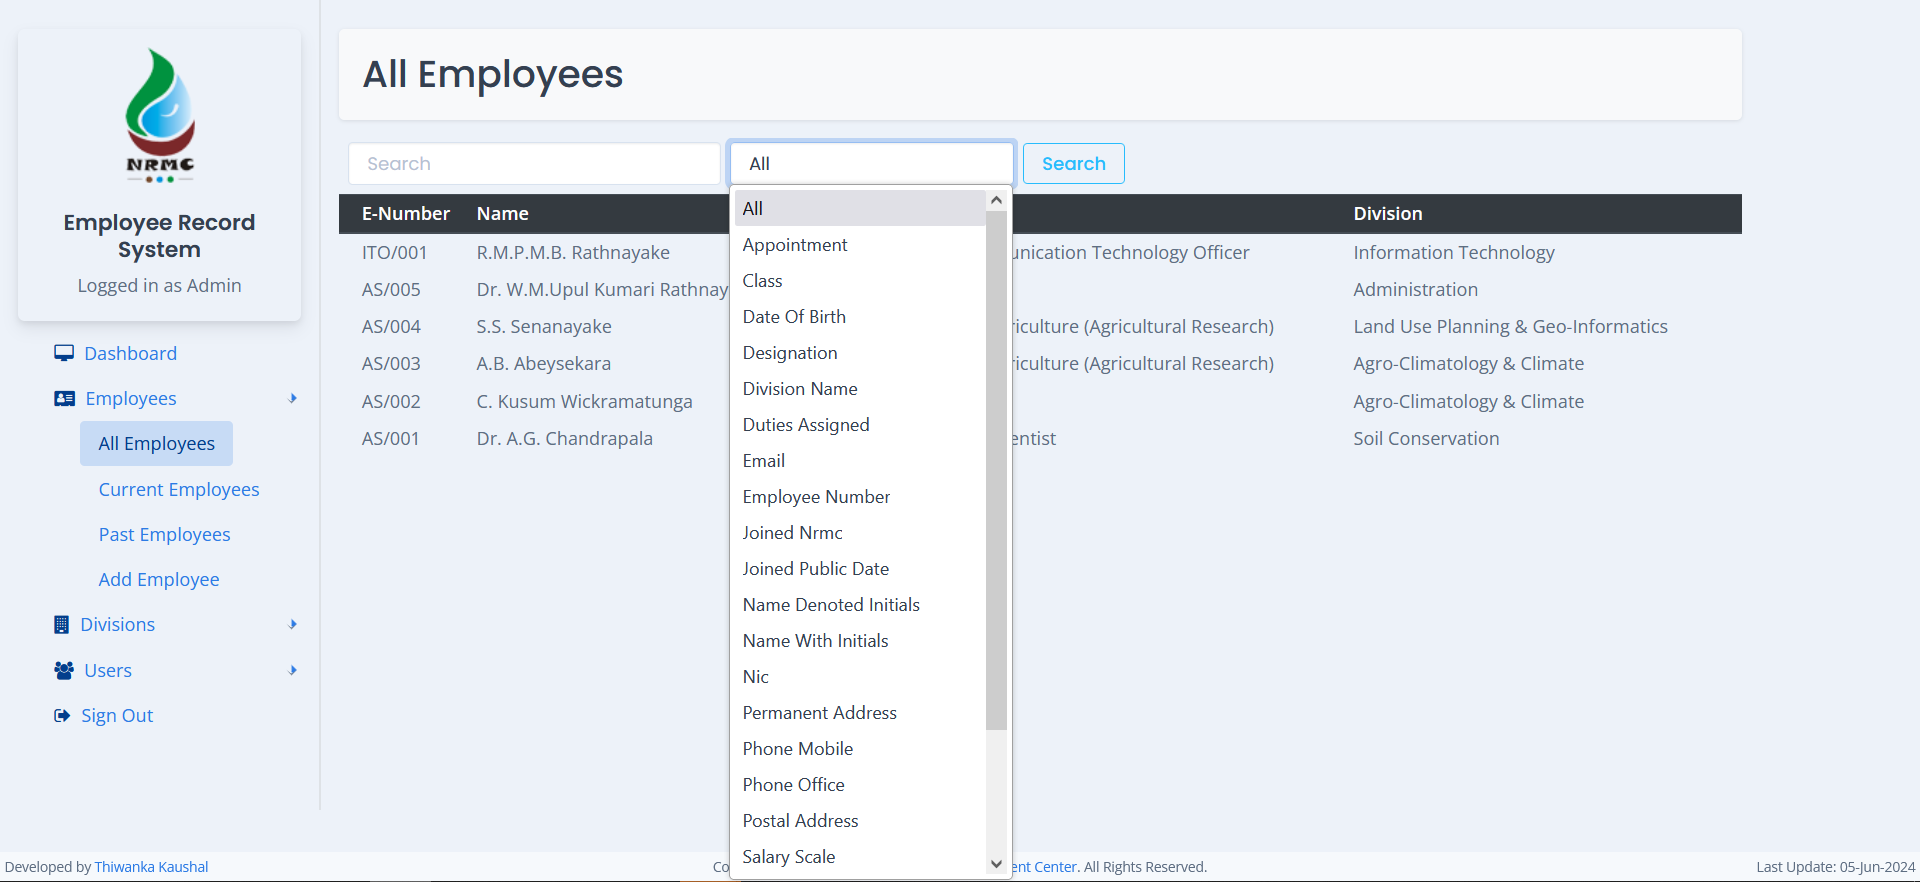 NRMC
Employee Record
System
Logged in as Admin
Dashboard
Employees
All Employees
Current Employees
Past Employees
Add Employee
Divisions
Users
Sign Out
All Employees
Search
All
Search
E-Number Name Division
ITO/001 R.M.P.M.B. Rathnayake unication Technology Officer Information Technology
AS/005 Dr. W.M.Upul Kumari Rathnay Administration
AS/004 S.S. Senanayake riculture (Agricultural Research) Land Use Planning & Geo-Informatics
AS/003 A.B. Abeysekara riculture (Agricultural Research) Agro-Climatology & Climate
AS/002 C. Kusum Wickramatunga Agro-Climatology & Climate
AS/001 Dr. A.G. Chandrapala entist Soil Conservation
All
Appointment
Class
Date Of Birth
Designation
Division Name
Duties Assigned
Email
Employee Number
Joined Nrmc
Joined Public Date
Name Denoted Initials
Name With Initials
Nic
Permanent Address
Phone Mobile
Phone Office
Postal Address
Salary Scale
Developed by Thiwanka Kaushal Co ent Center. All Rights Reserved. Last Update: 05-Jun-2024